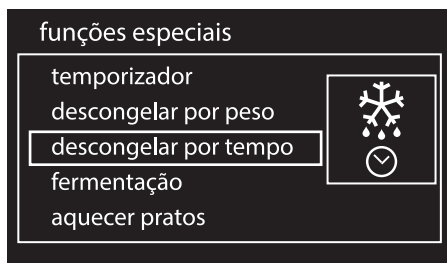 funções especiais
temporizador
descongelar por peso
descongelar por tempo
fermentação
aquecer pratos